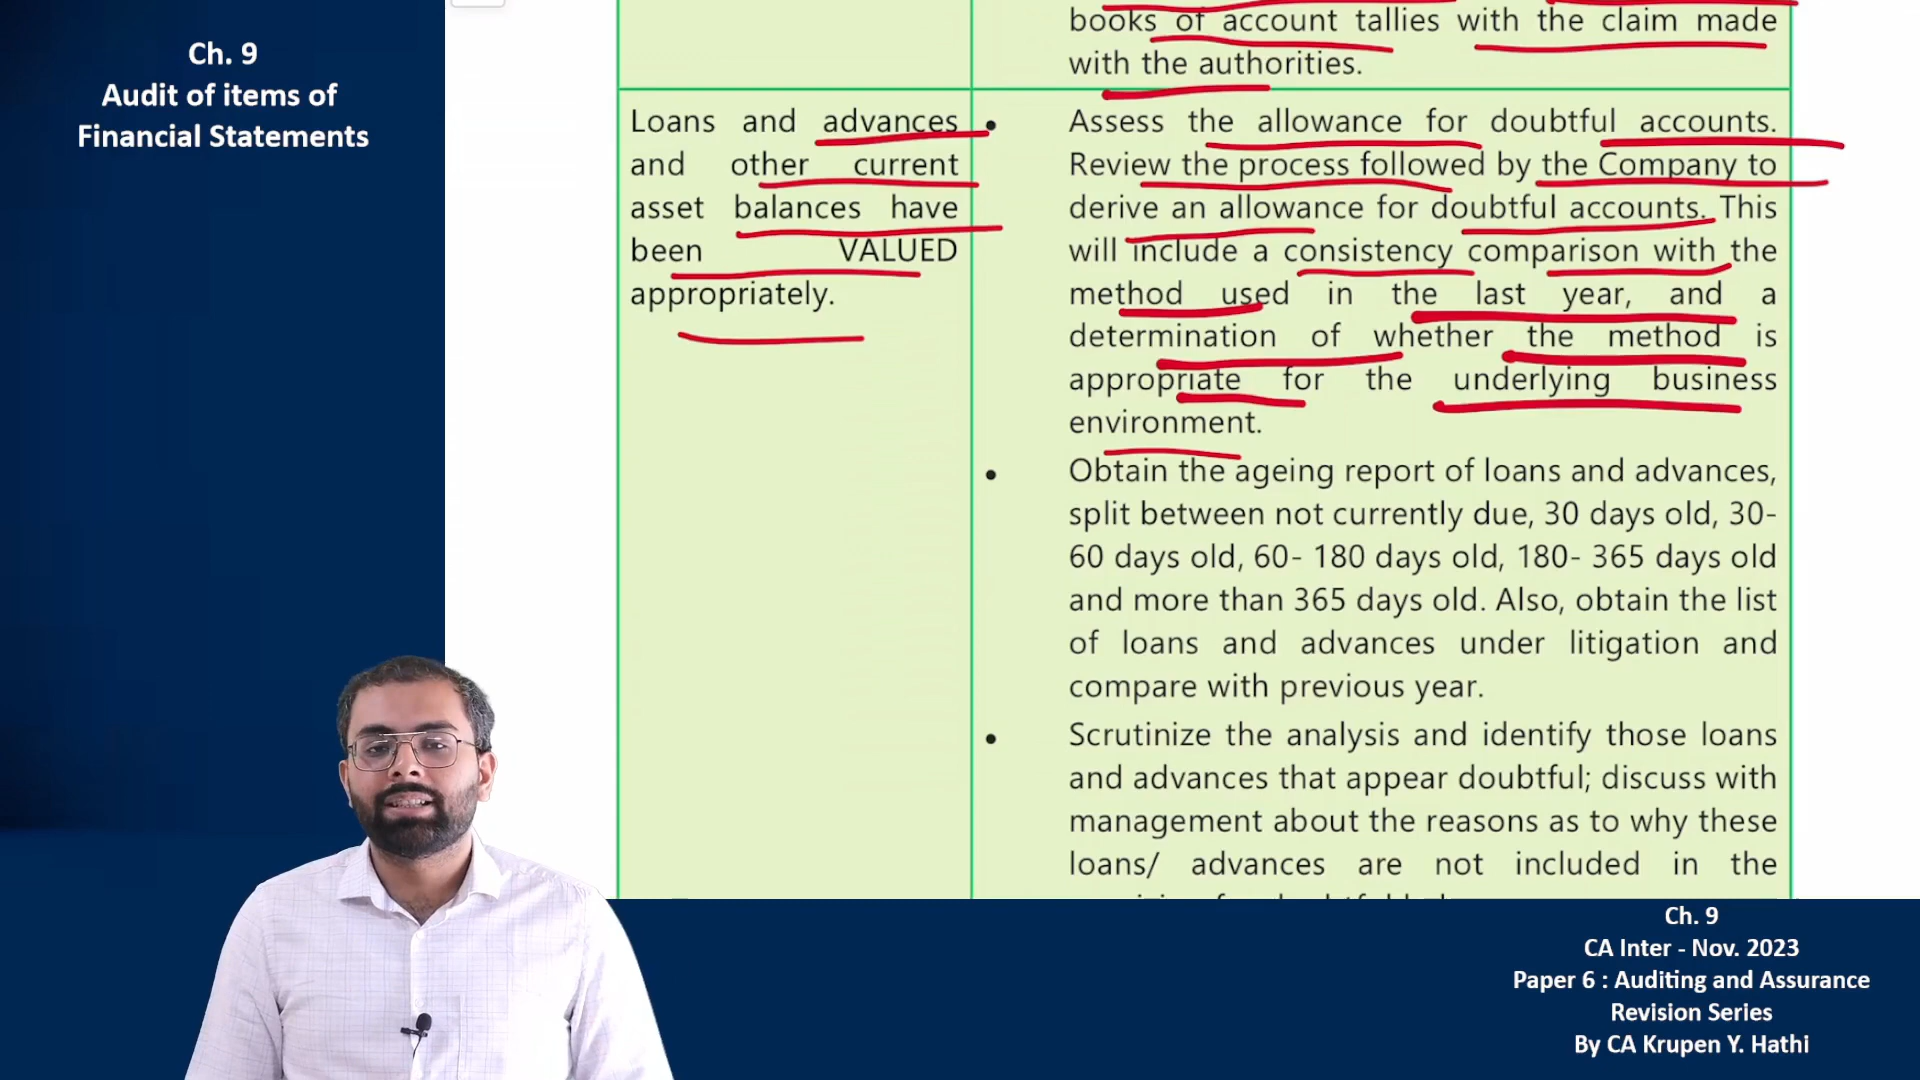 Ch. 9
Audit of items of
Financial Statements
books of account tallies with the claim made
with the authorities.
Loans and advances
and other current
asset balances have
been VALUED
appropriately.
• Assess the allowance for doubtful accounts.
Review the process followed by the Company to
derive an allowance for doubtful accounts. This
will include a consistency comparison with the
method used in the last year, and a
determination of whether the method is
appropriate for the underlying business
environment.
• Obtain the ageing report of loans and advances,
split between not currently due, 30 days old, 30-
60 days old, 60- 180 days old, 180- 365 days old
and more than 365 days old. Also, obtain the list
of loans and advances under litigation and
compare with previous year.
• Scrutinize the analysis and identify those loans
and advances that appear doubtful; discuss with
management about the reasons as to why these
loans/ advances are not included in the
Ch. 9
CA Inter - Nov. 2023
Paper 6 : Auditing and Assurance
Revision Series
By CA Krupen Y. Hathi